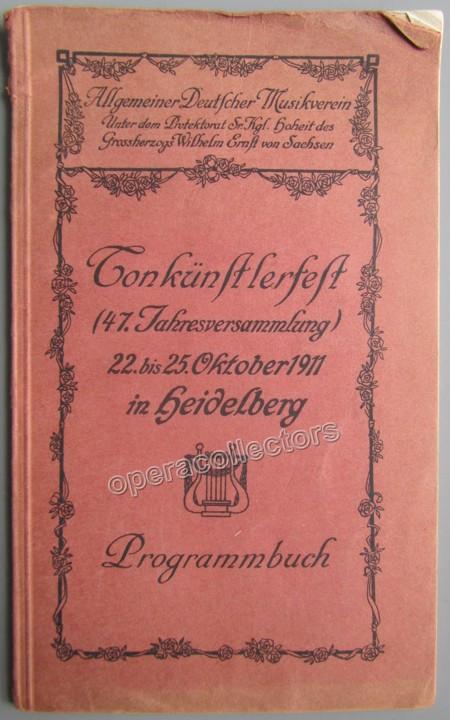 Allgemeiner Deutscher Musikverein
Unter dem Protektorat Sr. Kgl. Hoheit des
Grossherzogs Wilhelm Ernst von Sachsen
Tonkünstlerfest
(47. Jahresversammlung)
22. bis 25. Oktober 1911
in Heidelberg
operacollectors
Programmbuch